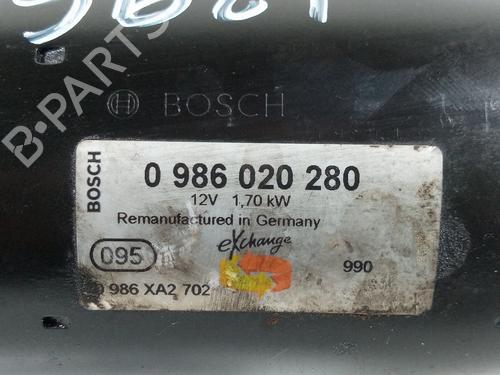 B-PARTS
BOSCH
BOSCH
0 986 020 280
12V 1,70 kW
Remanufactured in Germany
eXchange
095
990
986 XA2 702